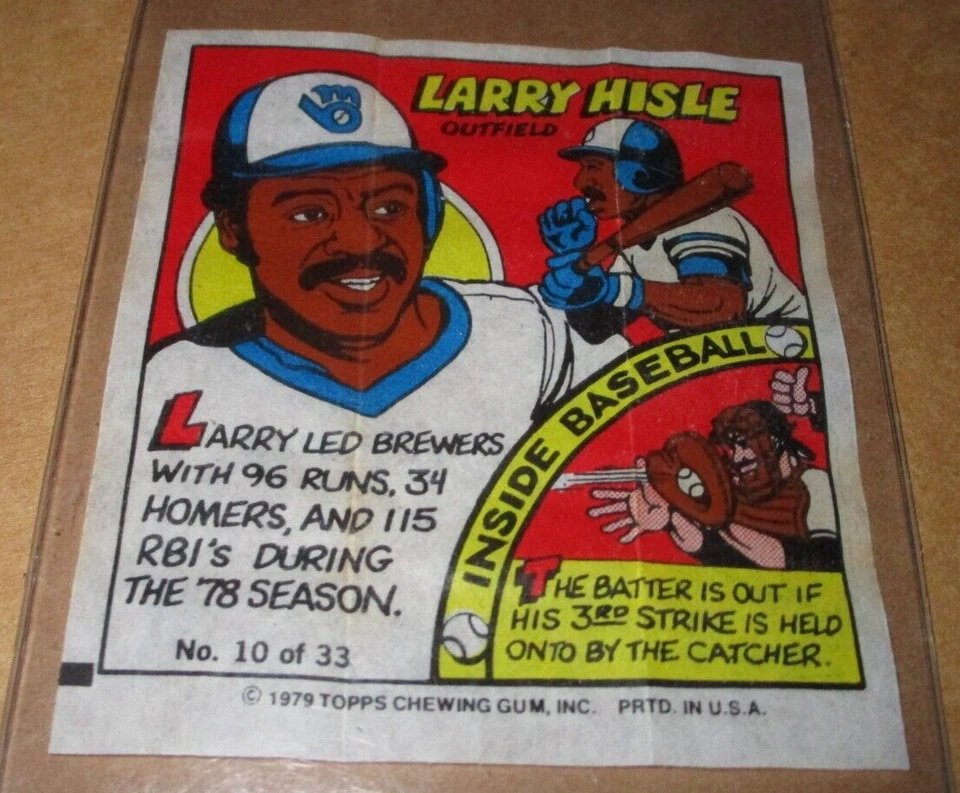 LARRY HISLE
OUTFIELD
LARRY LED BREWERS
WITH 96 RUNS, 34
HOMERS, AND 115
RBI'S DURING
THE '78 SEASON.
No. 10 of 33
INSIDE BASEBALL
THE BATTER IS OUT IF
HIS 3RD STRIKE IS HELD
ONTO BY THE CATCHER.
© 1979 TOPPS CHEWING GUM, INC. PRTD. IN U.S.A.